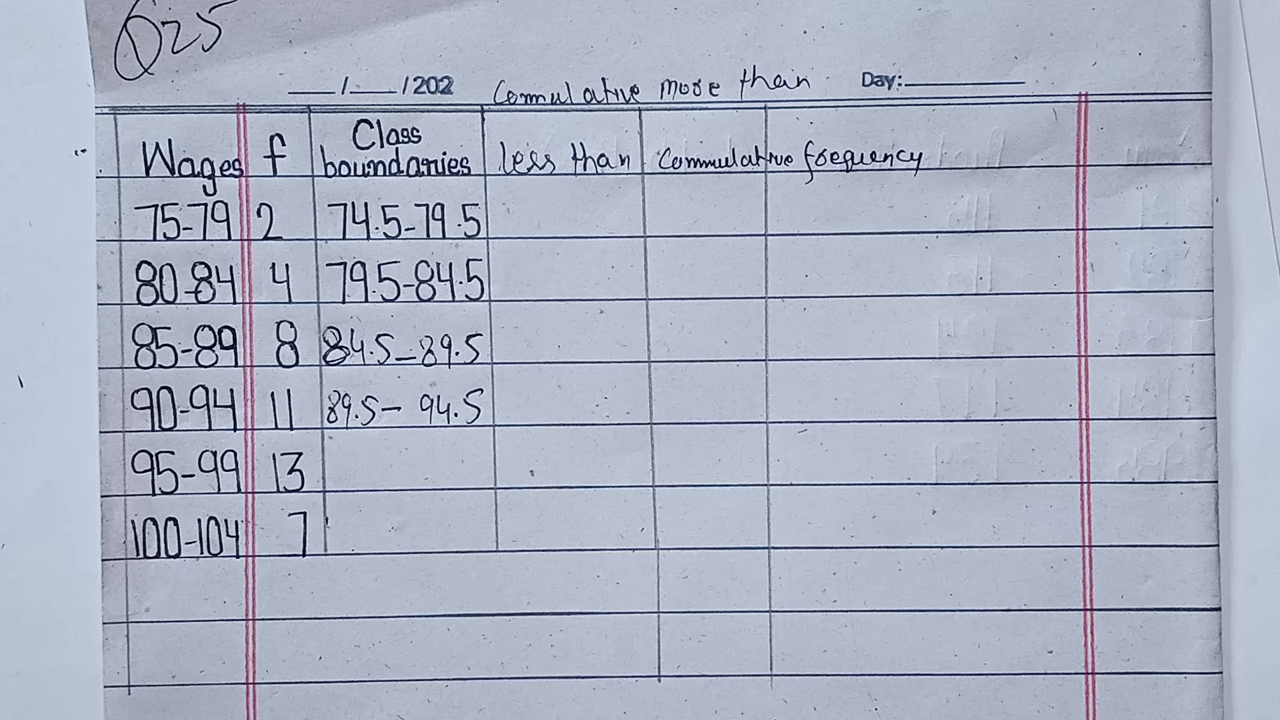 Q25
__/__/202 Commulative more than Day:
Wages f Class boundaries less than Commulative frequency
75-79 2 74.5-79.5
80-84 4 79.5-84.5
85-89 8 84.5-89.5
90-94 11 89.5- 94.5
95-99 13
100-104 7